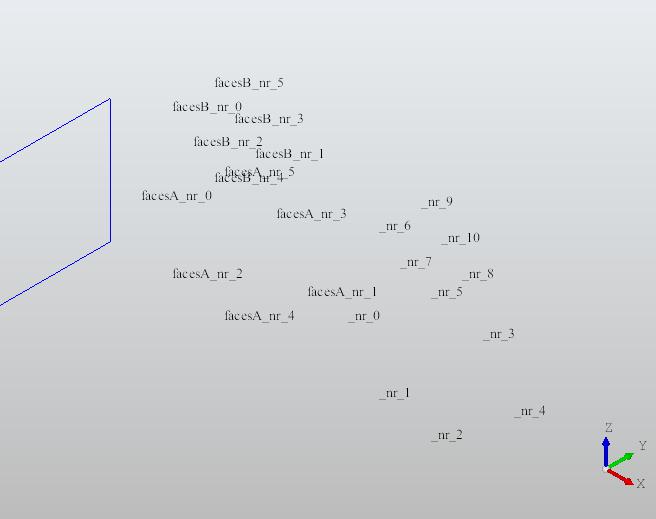 facesB_nr_5
facesB_nr_0
facesB_nr_3
facesB_nr_2
facesB_nr_1
facesA_nr_5
facesB_nr_4
facesA_nr_0
_nr_9
facesA_nr_3
_nr_6
_nr_10
_nr_7
facesA_nr_2
_nr_8
facesA_nr_1
_nr_5
facesA_nr_4
_nr_0
_nr_3
_nr_1
_nr_4
_nr_2
Z
Y
X